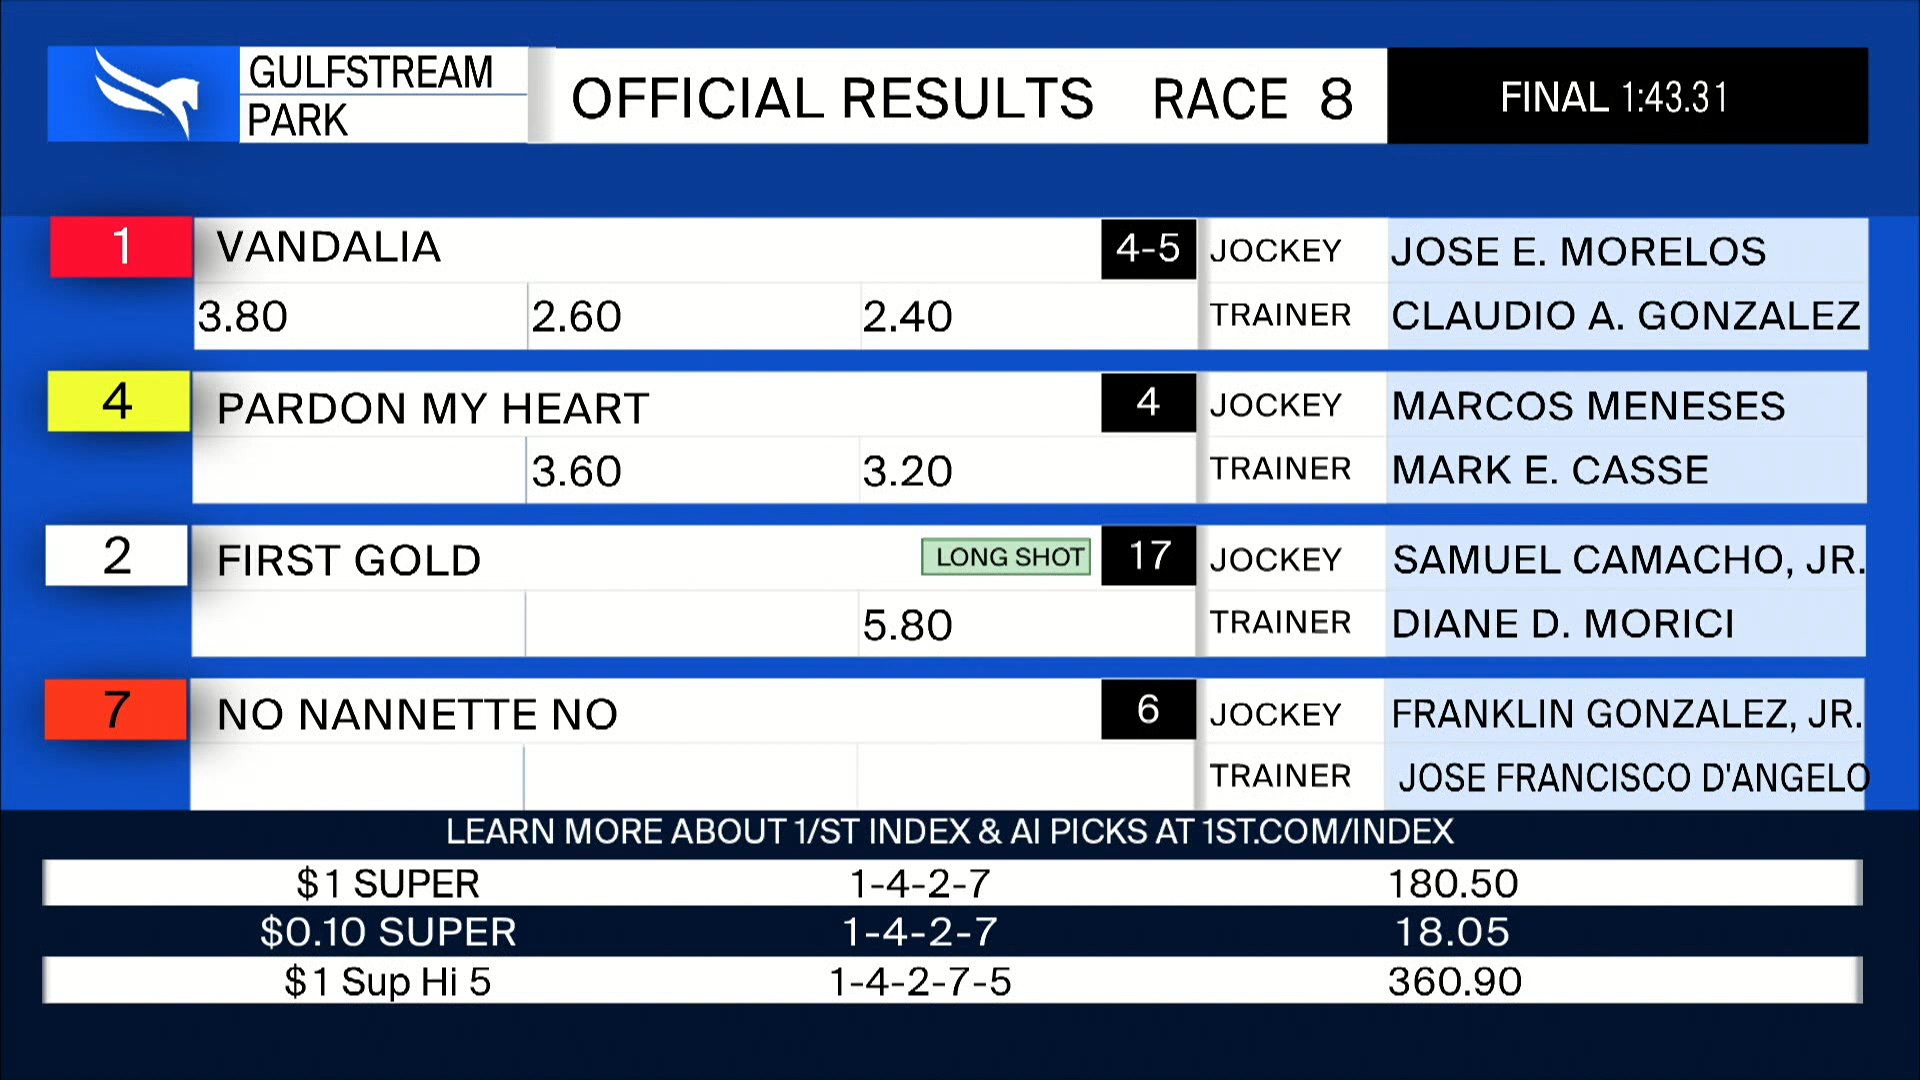 GULFSTREAM
PARK
OFFICIAL RESULTS RACE 8
FINAL 1:43.31
1 VANDALIA 4-5 JOCKEY JOSE E. MORELOS
3.80 2.60 2.40 TRAINER CLAUDIO A. GONZALEZ
4 PARDON MY HEART 4 JOCKEY MARCOS MENESES
3.60 3.20 TRAINER MARK E. CASSE
2 FIRST GOLD LONG SHOT 17 JOCKEY SAMUEL CAMACHO, JR.
5.80 TRAINER DIANE D. MORICI
7 NO NANNETTE NO 6 JOCKEY FRANKLIN GONZALEZ, JR.
TRAINER JOSE FRANCISCO D'ANGELO
LEARN MORE ABOUT 1/ST INDEX & AI PICKS AT 1ST.COM/INDEX
$1 SUPER 1-4-2-7 180.50
$0.10 SUPER 1-4-2-7 18.05
$1 Sup Hi 5 1-4-2-7-5 360.90